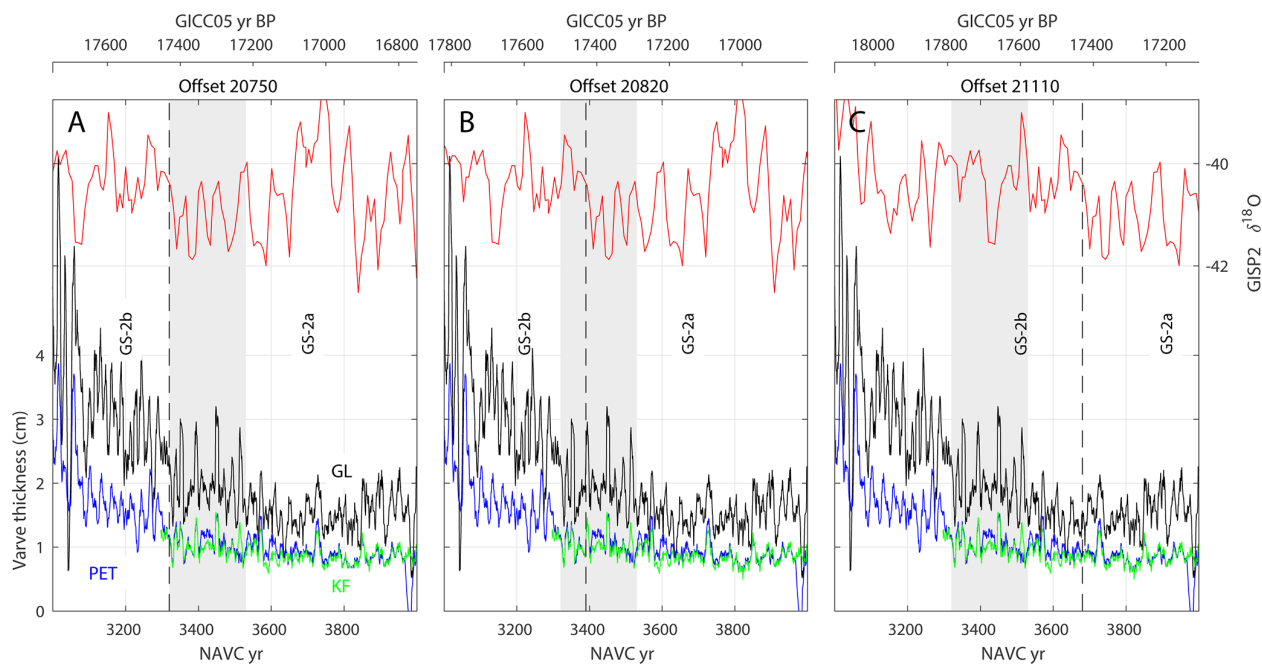 GICC05 yr BP
GICC05 yr BP
GICC05 yr BP
17600 17400 17200 17000 16800
17800 17600 17400 17200 17000
18000 17800 17600 17400 17200
Offset 20750
Offset 20820
Offset 21110
A
B
C
-40
-42
GISP2 δ18O
GS-2b
GS-2a
GS-2b
GS-2a
GS-2b
GS-2a
4
3
2
1
0
Varve thickness (cm)
GL
PET
KF
3200 3400 3600 3800
3200 3400 3600 3800
3200 3400 3600 3800
NAVC yr
NAVC yr
NAVC yr